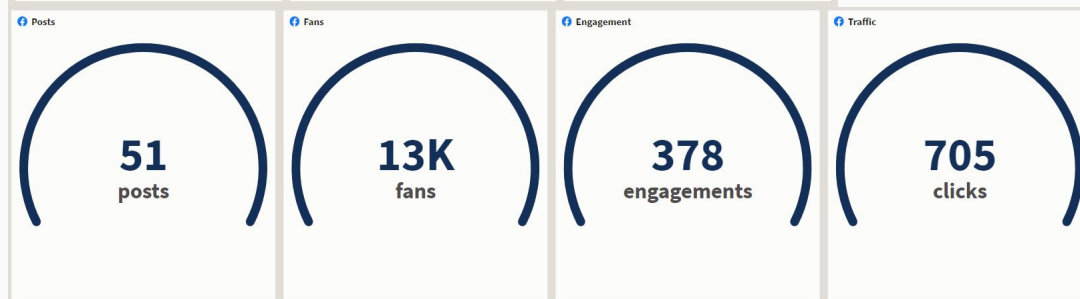 Posts
51
posts
Fans
13K
fans
Engagement
378
engagements
Traffic
705
clicks